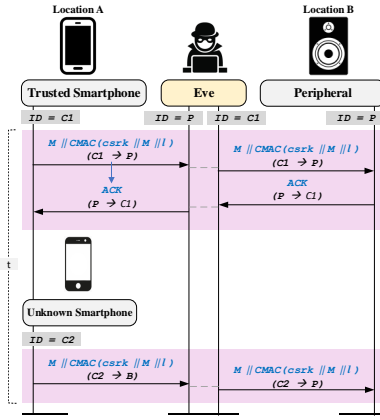 Location A
Location B
Trusted Smartphone
Eve
Peripheral
ID = C1
ID = P
ID = C1
ID = P
M ∥ CMAC(csrk ∥ M ∥ l)
(C1 → P)
M ∥ CMAC(csrk ∥ M ∥ l)
(C1 → P)
ACK
(P → C1)
ACK
(P → C1)
t
Unknown Smartphone
ID = C2
M ∥ CMAC(csrk ∥ M ∥ l)
(C2 → B)
M ∥ CMAC(csrk ∥ M ∥ l)
(C2 → P)